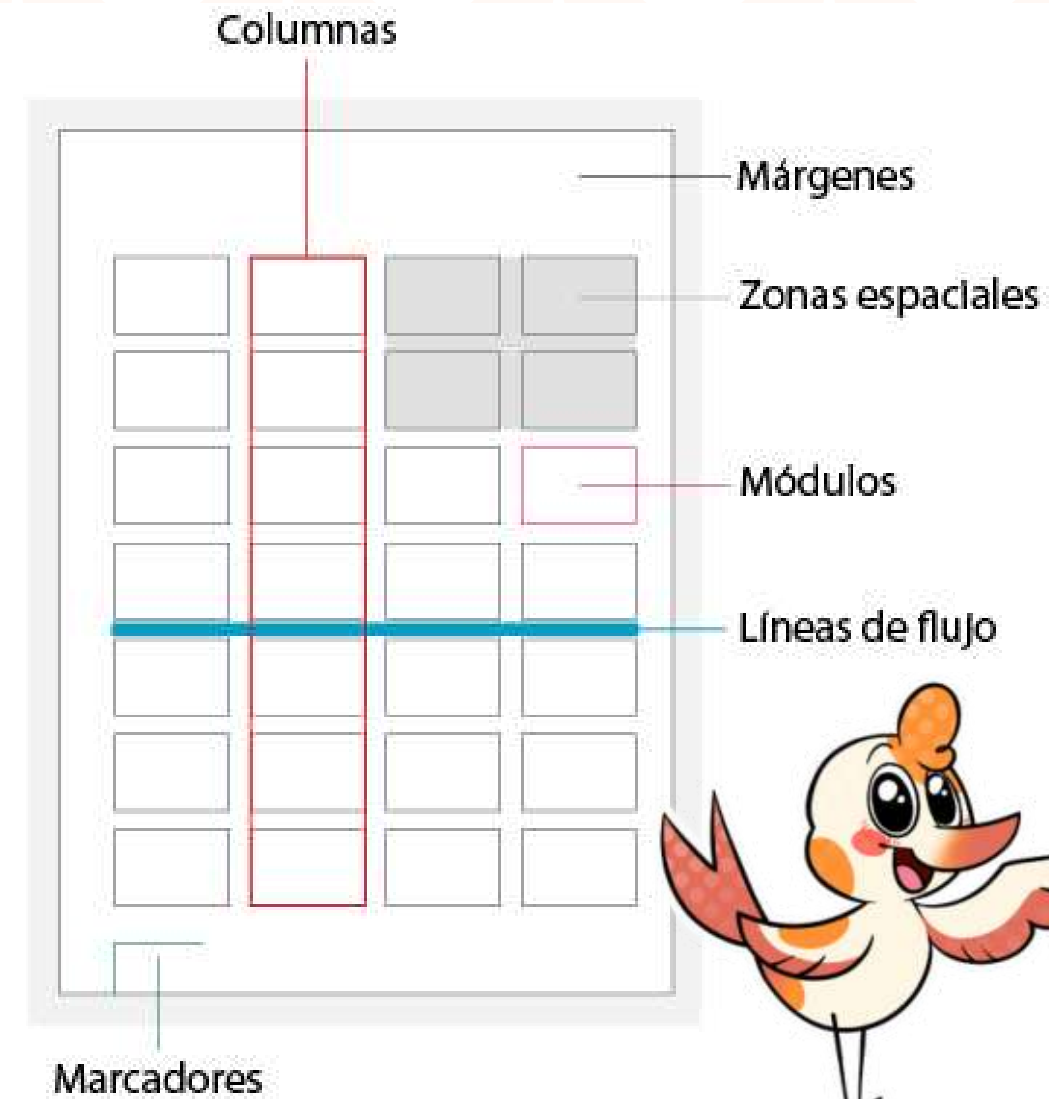 Columnas
Márgenes
Zonas espaciales
Módulos
Líneas de flujo
Marcadores